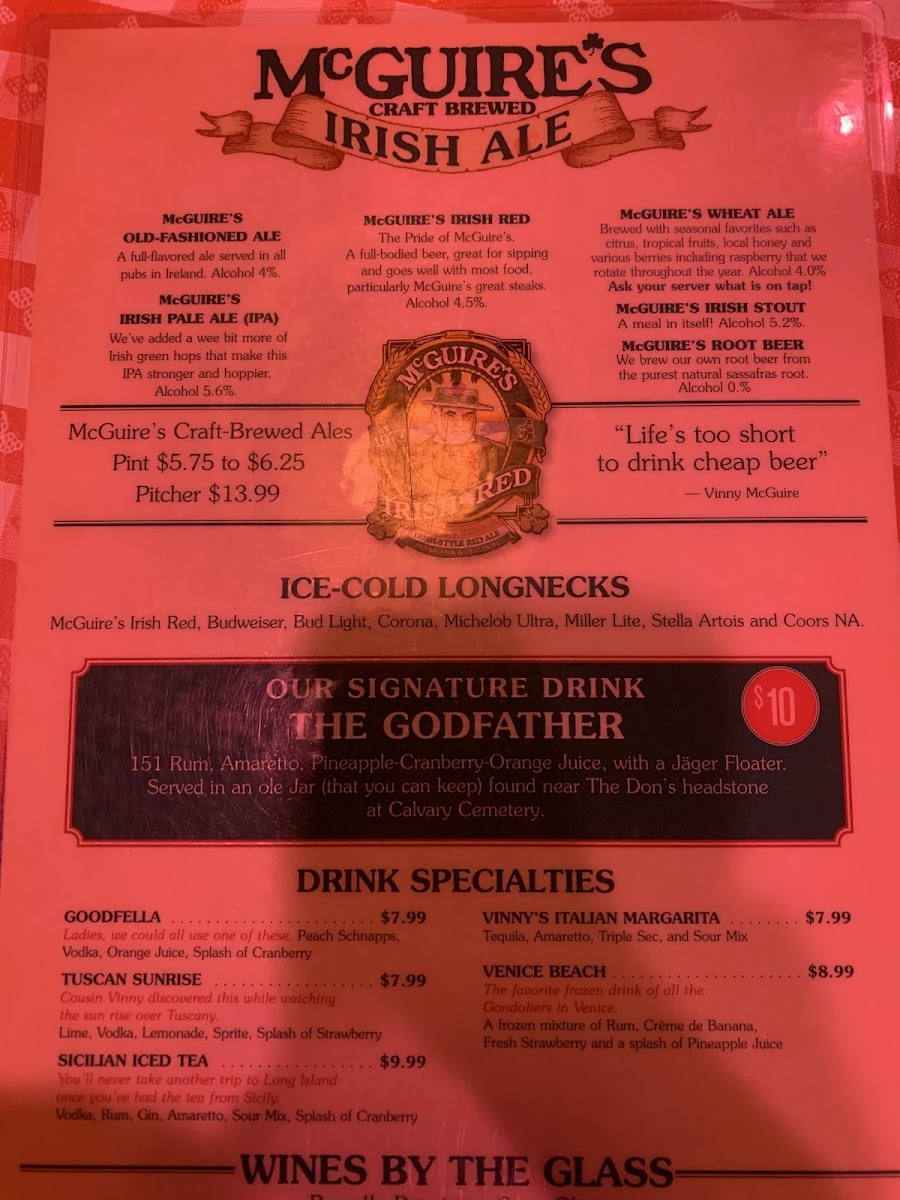 McGUIRE'S
CRAFT BREWED
IRISH ALE
McGUIRE'S
OLD-FASHIONED ALE
A full-flavored ale served in all
pubs in Ireland. Alcohol 4%.
McGUIRE'S
IRISH PALE ALE (IPA)
We've added a wee bit more of
Irish green hops that make this
IPA stronger and hoppier.
Alcohol 5.6%.
McGUIRE'S IRISH RED
The Pride of McGuire's.
A full-bodied beer, great for sipping
and goes well with most food,
particularly McGuire's great steaks.
Alcohol 4.5%.
McGUIRE'S WHEAT ALE
Brewed with seasonal favorites such as
citrus, tropical fruits, local honey and
various berries including raspberry that we
rotate throughout the year. Alcohol 4.0%
Ask your server what is on tap!
McGUIRE'S IRISH STOUT
A meal in itself! Alcohol 5.2%.
McGUIRE'S ROOT BEER
We brew our own root beer from
the purest natural sassafras root.
Alcohol 0.%
McGuire's Craft-Brewed Ales
Pint $5.75 to $6.25
Pitcher $13.99
McGUIRE'S
IRISH RED
IRISH-STYLE RED ALE
"Life's too short
to drink cheap beer"
— Vinny McGuire
ICE-COLD LONGNECKS
McGuire's Irish Red, Budweiser, Bud Light, Corona, Michelob Ultra, Miller Lite, Stella Artois and Coors NA.
OUR SIGNATURE DRINK
THE GODFATHER
$10
151 Rum, Amaretto, Pineapple-Cranberry-Orange Juice, with a Jäger Floater.
Served in an ole Jar (that you can keep) found near The Don's headstone
at Calvary Cemetery.
DRINK SPECIALTIES
GOODFELLA ........................ $7.99
Ladies, we could all use one of these. Peach Schnapps,
Vodka, Orange Juice, Splash of Cranberry
TUSCAN SUNRISE .................. $7.99
Cousin Vinny discovered this while watching
the sun rise over Tuscany.
Lime, Vodka, Lemonade, Sprite, Splash of Strawberry
SICILIAN ICED TEA .................. $9.99
You'll never take another trip to Long Island
once you've had the tea from Sicily.
Vodka, Rum, Gin, Amaretto, Sour Mix, Splash of Cranberry
VINNY'S ITALIAN MARGARITA ........ $7.99
Tequila, Amaretto, Triple Sec, and Sour Mix
VENICE BEACH ...................... $8.99
The favorite frozen drink of all the
Gondoliers in Venice.
A frozen mixture of Rum, Crème de Banana,
Fresh Strawberry and a splash of Pineapple Juice
WINES BY THE GLASS